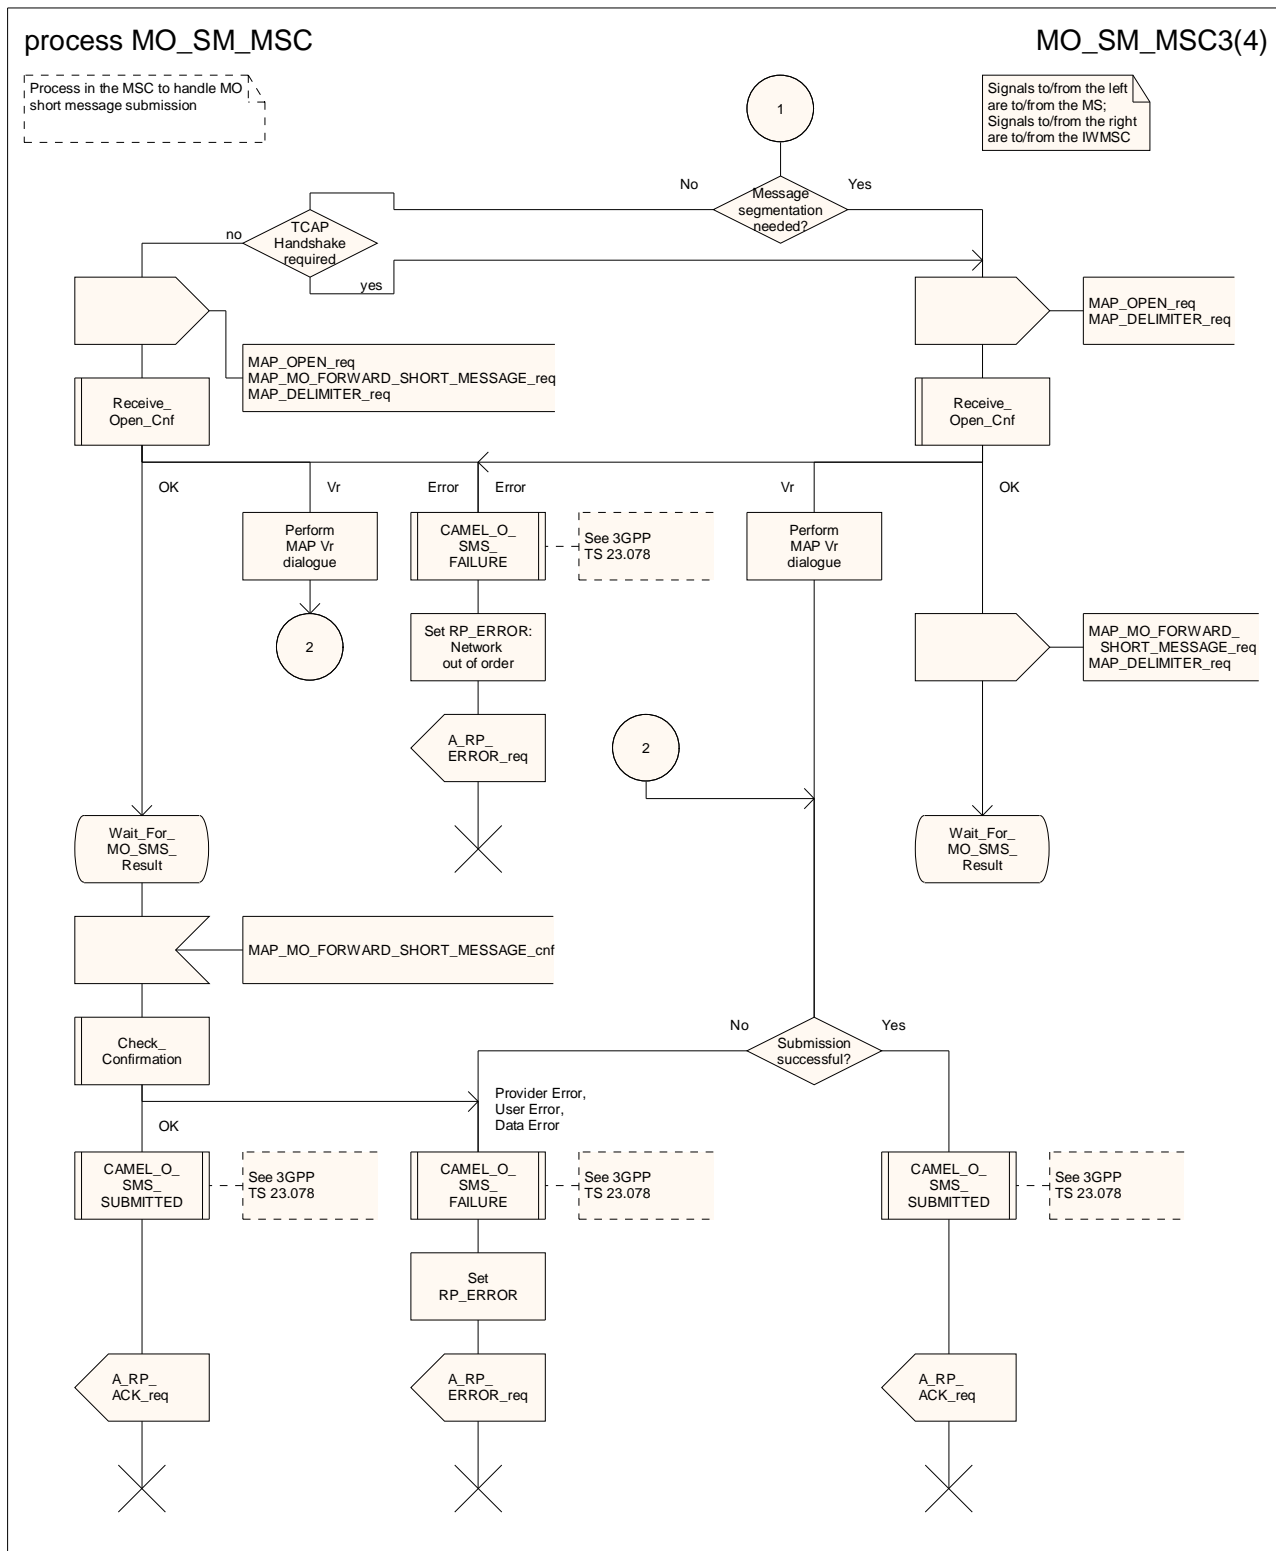 process MO_SM_MSC
MO_SM_MSC3(4)
Process in the MSC to handle MO
short message submission
1
Signals to/from the left
are to/from the MS;
Signals to/from the right
are to/from the IWMSC
No
Message
segmentation
needed?
Yes
no
TCAP
Handshake
required
yes
MAP_OPEN_req
MAP_DELIMITER_req
MAP_OPEN_req
MAP_MO_FORWARD_SHORT_MESSAGE_req
MAP_DELIMITER_req
Receive_
Open_Cnf
Receive_
Open_Cnf
OK
Vr
Error
Error
Vr
OK
Perform
MAP Vr
dialogue
CAMEL_O_
SMS_
FAILURE
See 3GPP
TS 23.078
Perform
MAP Vr
dialogue
2
Set RP_ERROR:
Network
out of order
MAP_MO_FORWARD_
SHORT_MESSAGE_req
MAP_DELIMITER_req
A_RP_
ERROR_req
2
Wait_For_
MO_SMS_
Result
Wait_For_
MO_SMS_
Result
MAP_MO_FORWARD_SHORT_MESSAGE_cnf
Check_
Confirmation
No
Submission
successful?
Yes
Provider Error,
User Error,
Data Error
OK
CAMEL_O_
SMS_
SUBMITTED
See 3GPP
TS 23.078
CAMEL_O_
SMS_
FAILURE
See 3GPP
TS 23.078
CAMEL_O_
SMS_
SUBMITTED
See 3GPP
TS 23.078
Set
RP_ERROR
A_RP_
ACK_req
A_RP_
ERROR_req
A_RP_
ACK_req